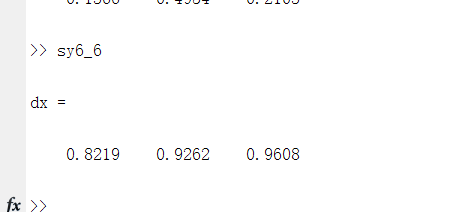 >> sy6_6
dx =
0.8219 0.9262 0.9608
fx >>